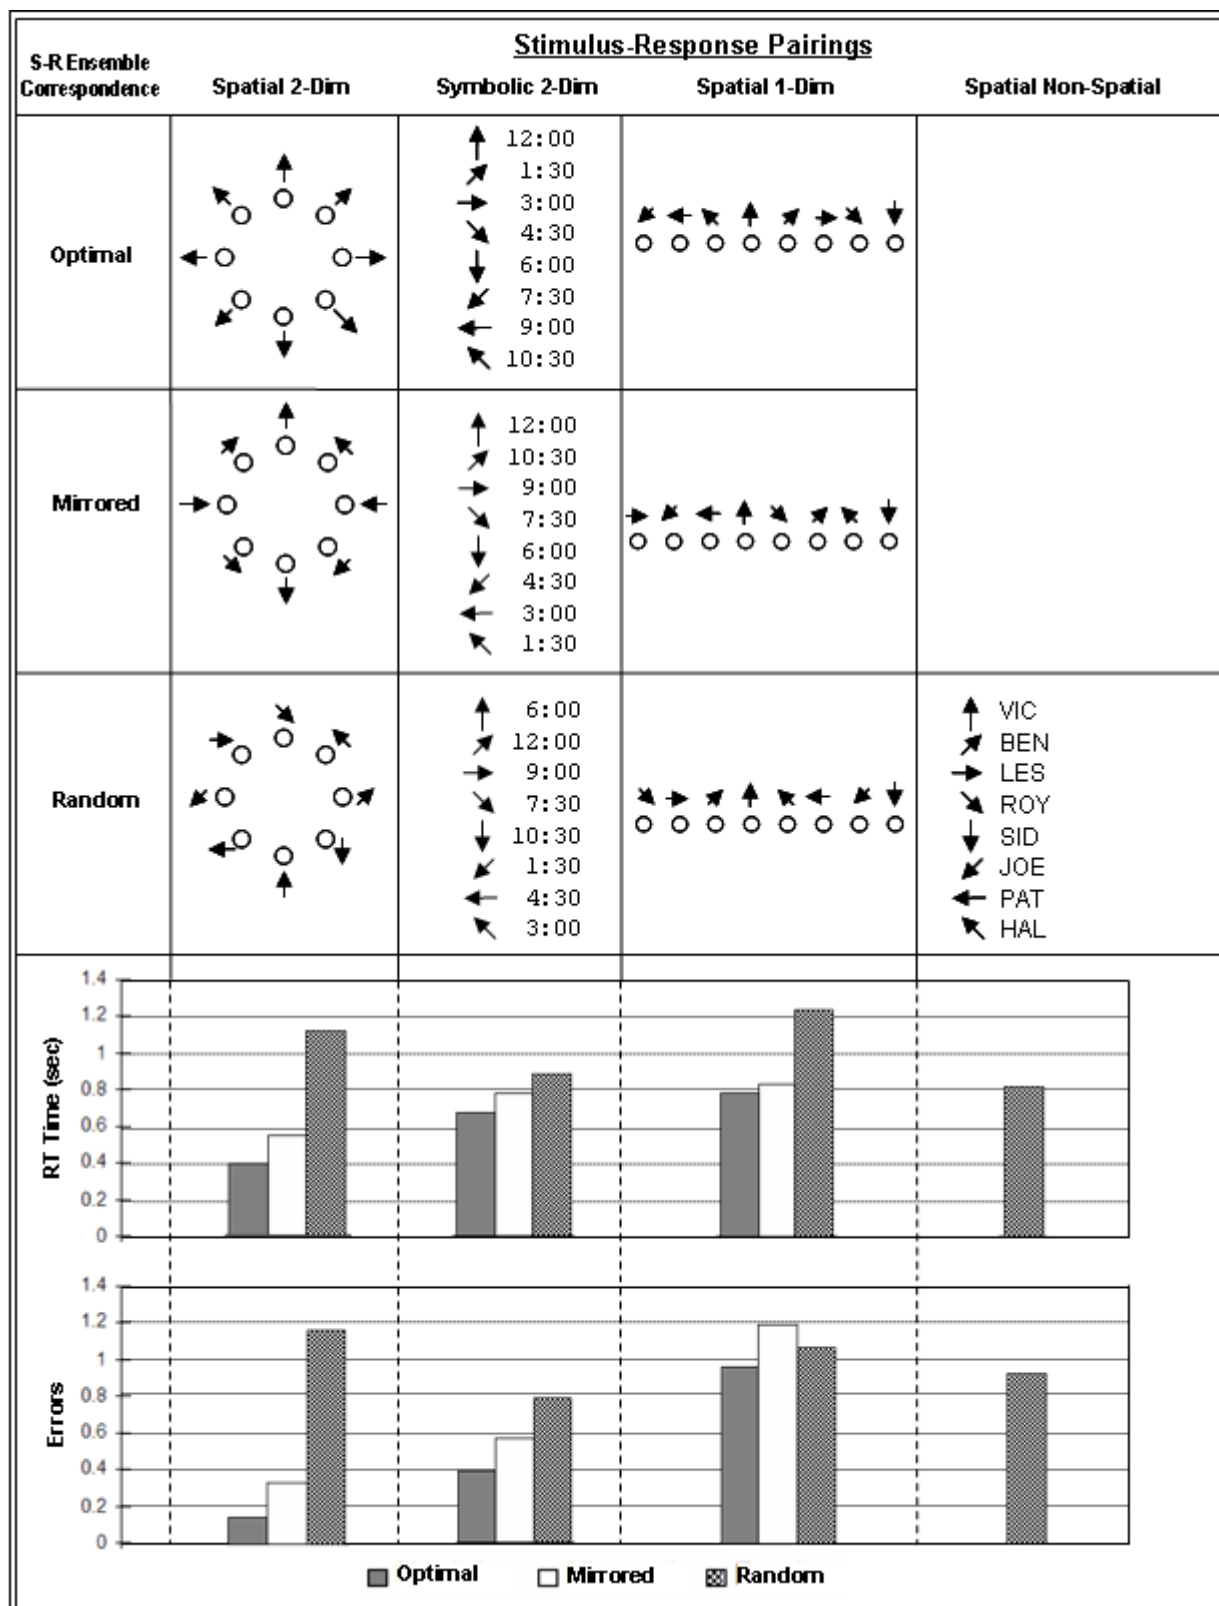 Stimulus-Response Pairings
S-R Ensemble
Correspondence
Spatial 2-Dim
Symbolic 2-Dim
Spatial 1-Dim
Spatial Non-Spatial
Optimal
12:00
1:30
3:00
4:30
6:00
7:30
9:00
10:30
Mirrored
12:00
10:30
9:00
7:30
6:00
4:30
3:00
1:30
Random
6:00
12:00
9:00
7:30
10:30
1:30
4:30
3:00
VIC
BEN
LES
ROY
SID
JOE
PAT
HAL
RT Time (sec)
1.4
1.2
1
0.8
0.6
0.4
0.2
0
Errors
1.4
1.2
1
0.8
0.6
0.4
0.2
0
Optimal Mirrored Random